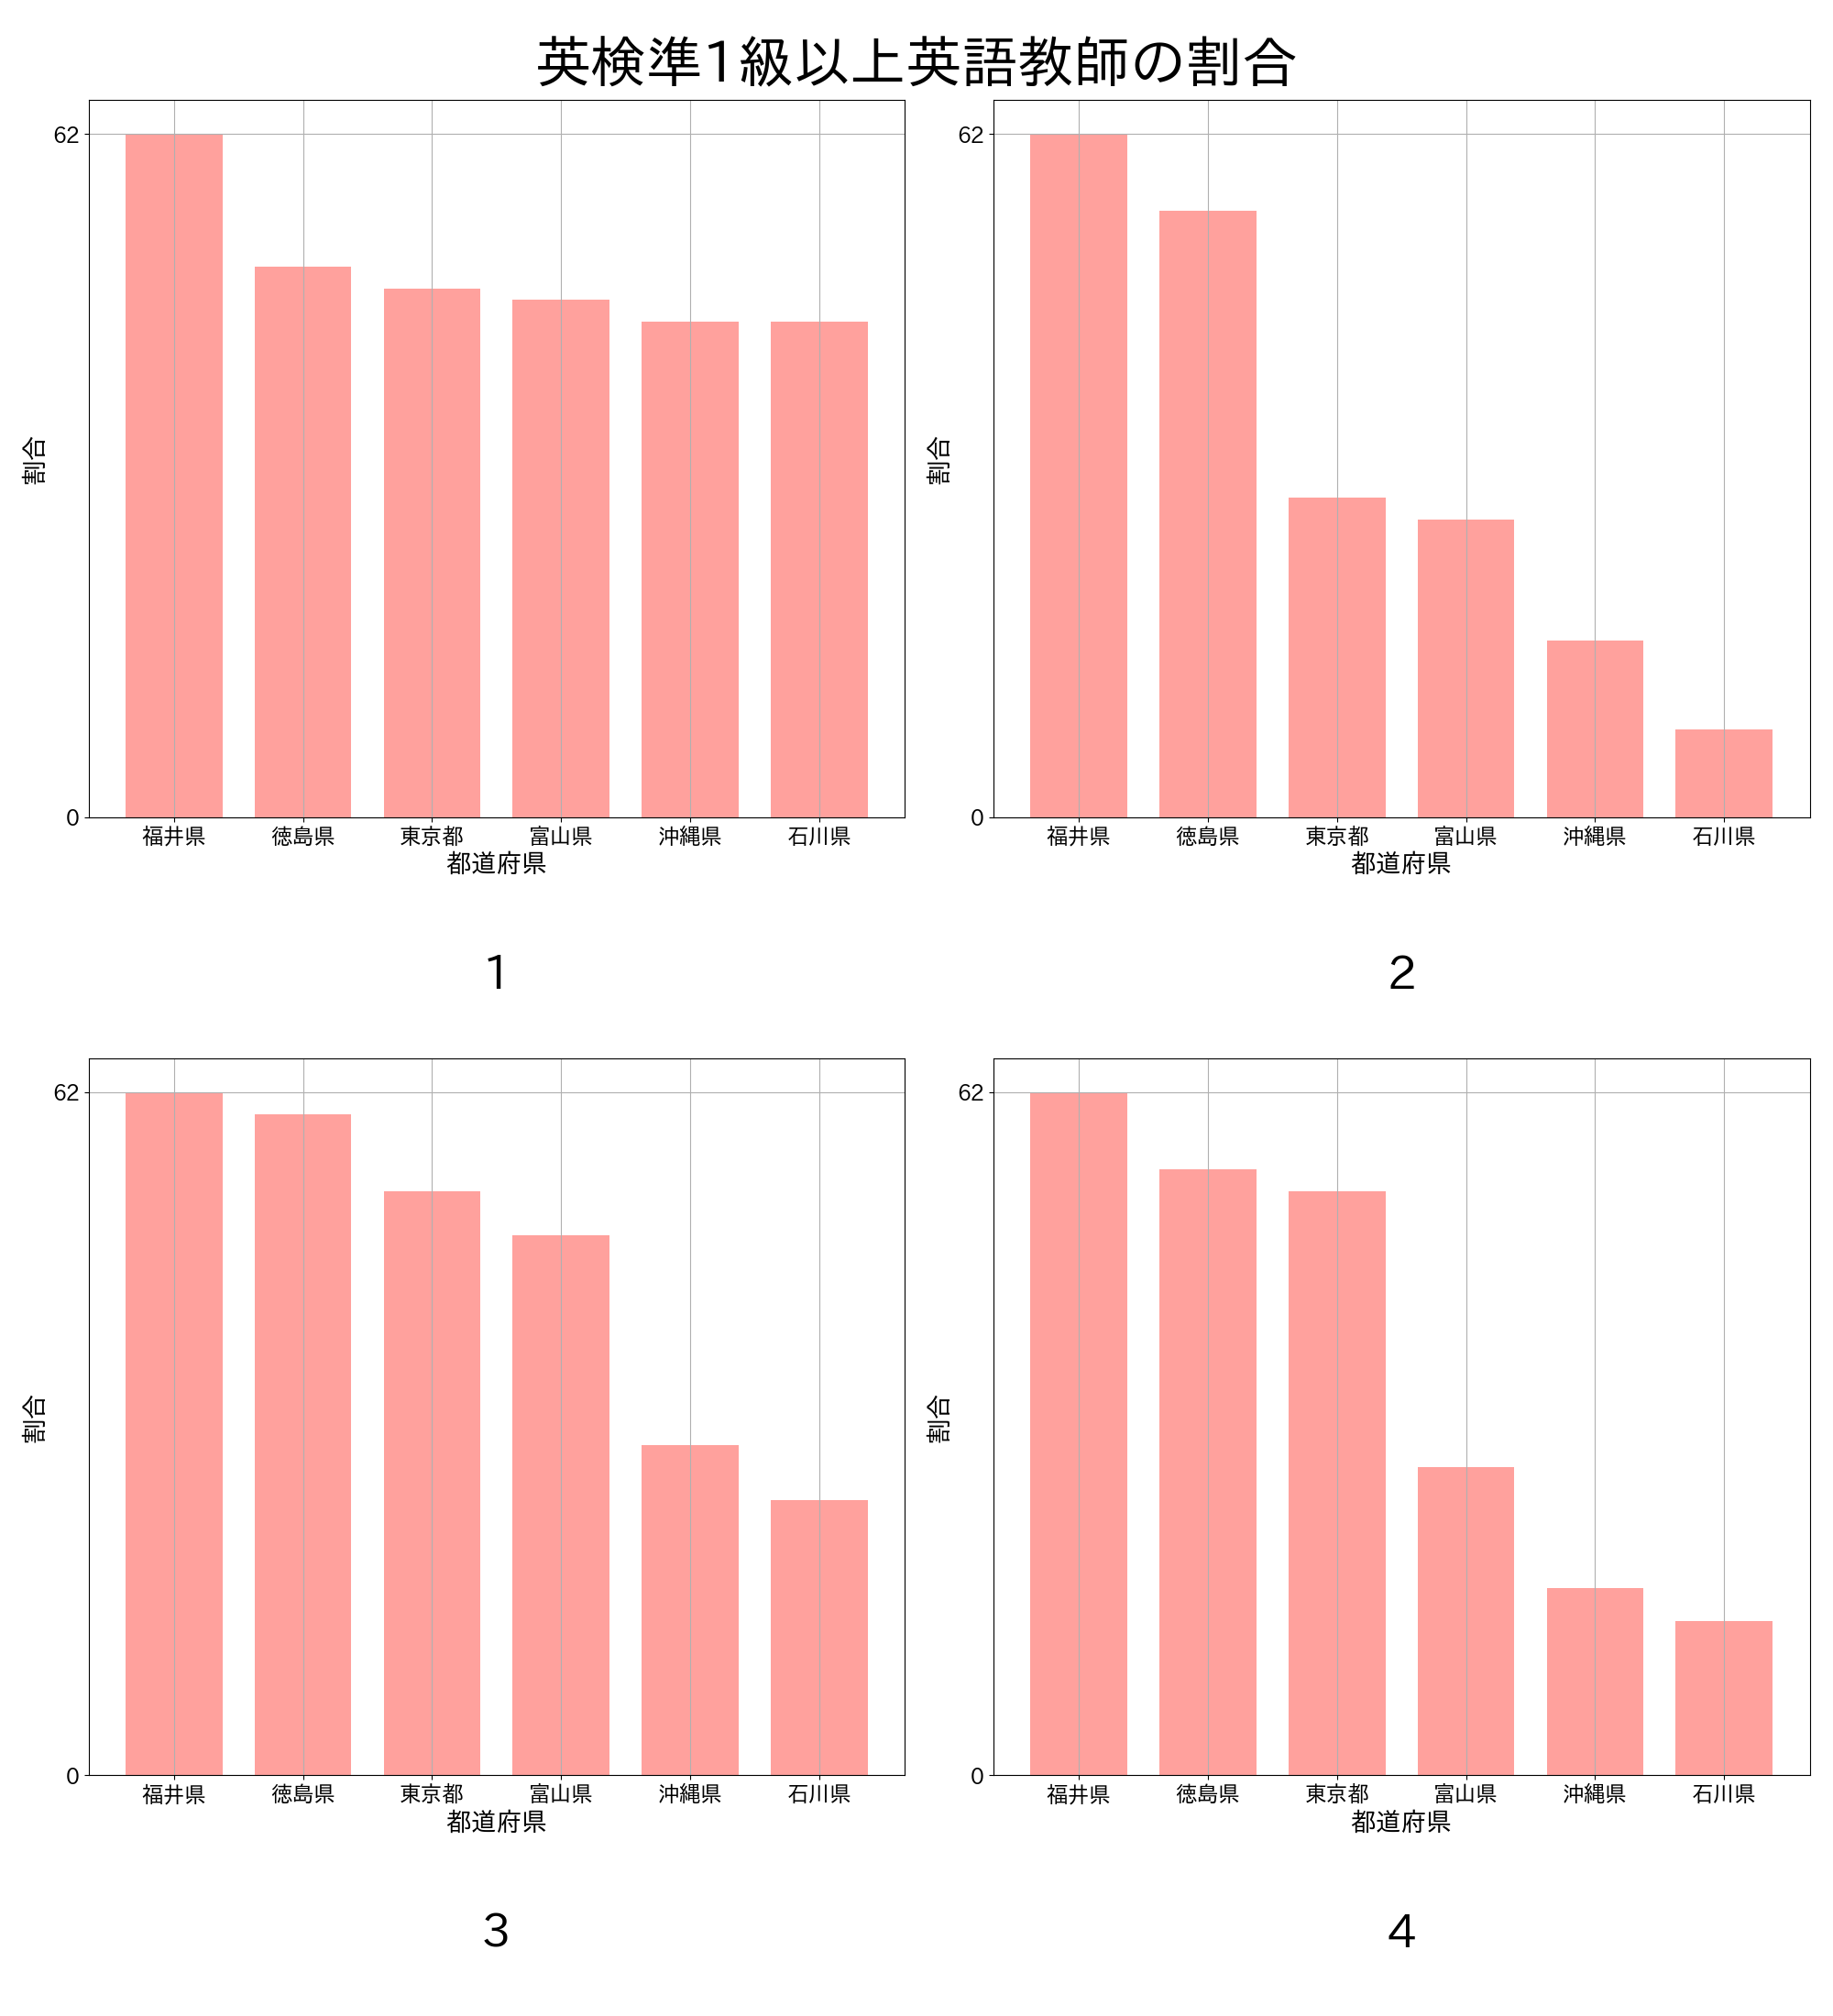 英検準1級以上英語教師の割合
62
0
割合
福井県 徳島県 東京都 富山県 沖縄県 石川県
都道府県
1
62
0
割合
福井県 徳島県 東京都 富山県 沖縄県 石川県
都道府県
2
62
0
割合
福井県 徳島県 東京都 富山県 沖縄県 石川県
都道府県
3
62
0
割合
福井県 徳島県 東京都 富山県 沖縄県 石川県
都道府県
4